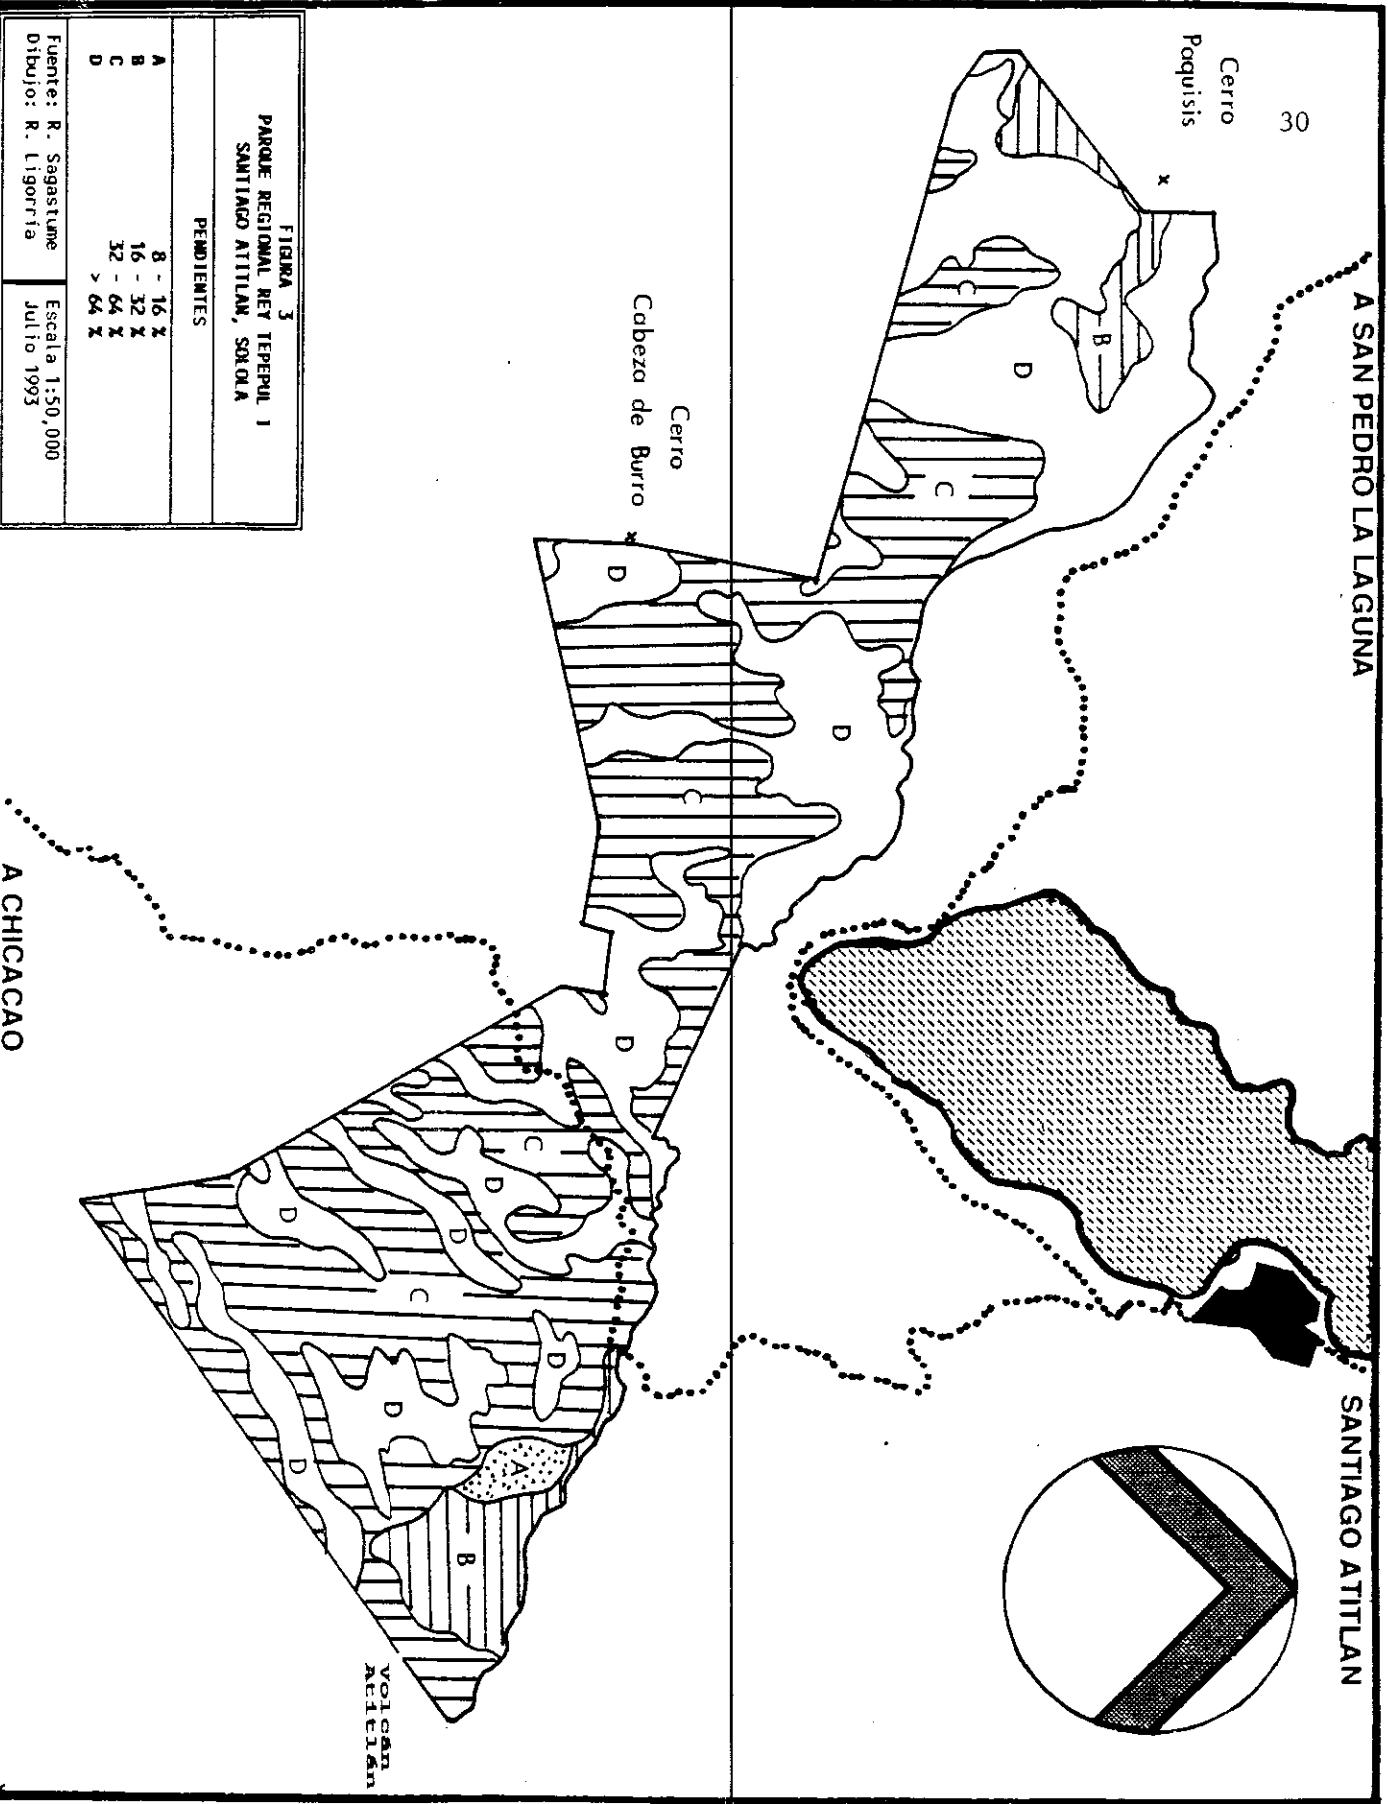 30
A SAN PEDRO LA LAGUNA
SANTIAGO ATITLAN
Cerro
Paquisis
x
B
C
D
C
Cerro
Cabeza de Burro
x
D
D
C
D
C
D
D
D
C
D
D
D
A
B
Volcán
Atitlán
A CHICACAO
FIGURA 3
PARQUE REGIONAL REY TEPEPUL I
SANTIAGO ATITLAN, SOLOLA
PENDIENTES
A 8 - 16 %
B 16 - 32 %
C 32 - 64 %
D > 64 %
Fuente: R. Sagastume
Dibujo: R. Ligorría
Escala 1:50,000
Julio 1993